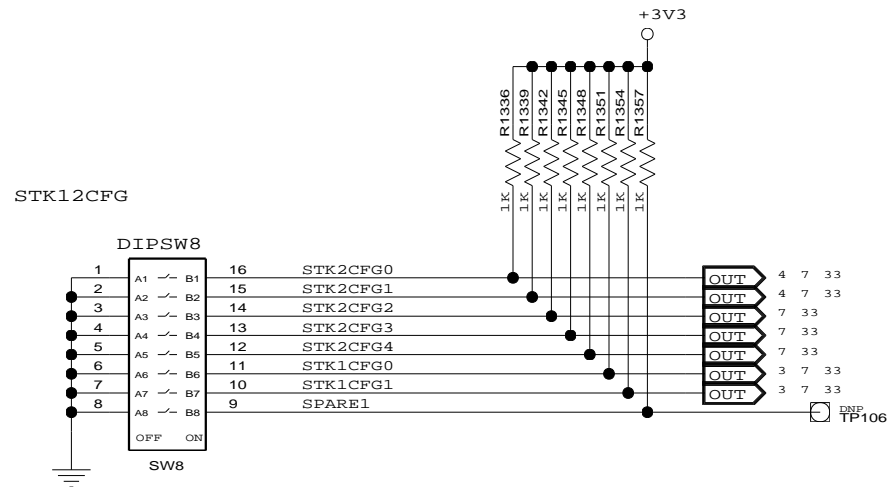 +3V3
R1336
R1339
R1342
R1345
R1348
R1351
R1354
R1357
1K
1K
1K
1K
1K
1K
1K
1K
STK12CFG
DIPSW8
1 A1 B1 16 STK2CFG0 OUT 4 7 33
2 A2 B2 15 STK2CFG1 OUT 4 7 33
3 A3 B3 14 STK2CFG2 OUT 7 33
4 A4 B4 13 STK2CFG3 OUT 7 33
5 A5 B5 12 STK2CFG4 OUT 7 33
6 A6 B6 11 STK1CFG0 OUT 3 7 33
7 A7 B7 10 STK1CFG1 OUT 3 7 33
8 A8 B8 9 SPARE1 DNP
TP106
OFF ON
SW8